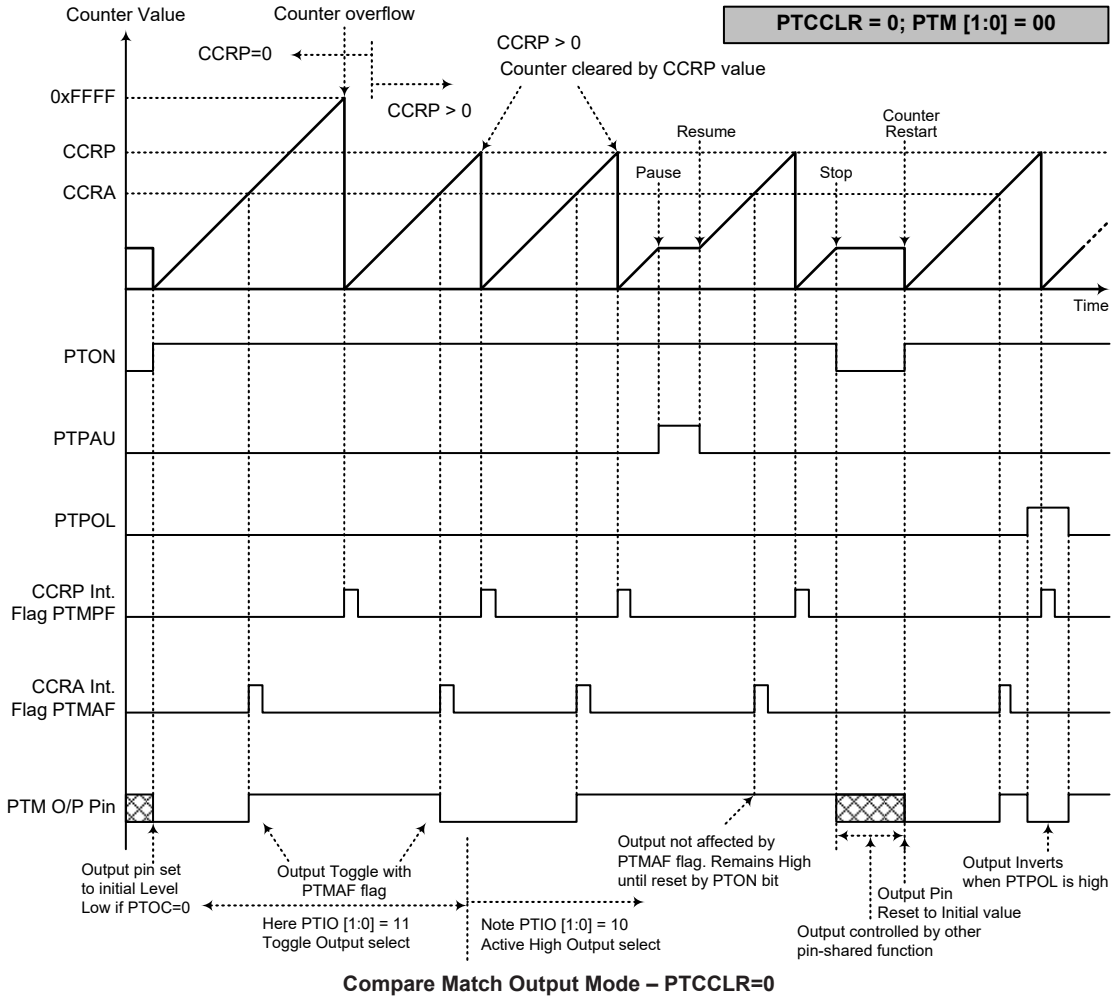 Counter Value
Counter overflow
PTCCLR = 0; PTM [1:0] = 00
CCRP=0
CCRP > 0
CCRP > 0
Counter cleared by CCRP value
0xFFFF
CCRP
CCRA
Pause
Resume
Stop
Counter
Restart
Time
PTON
PTPAU
PTPOL
CCRP Int.
Flag PTMPF
CCRA Int.
Flag PTMAF
PTM O/P Pin
Output pin set
to initial Level
Low if PTOC=0
Output Toggle with
PTMAF flag
Here PTIO [1:0] = 11
Toggle Output select
Note PTIO [1:0] = 10
Active High Output select
Output not affected by
PTMAF flag. Remains High
until reset by PTON bit
Output Pin
Reset to Initial value
Output controlled by other
pin-shared function
Output Inverts
when PTPOL is high
Compare Match Output Mode – PTCCLR=0